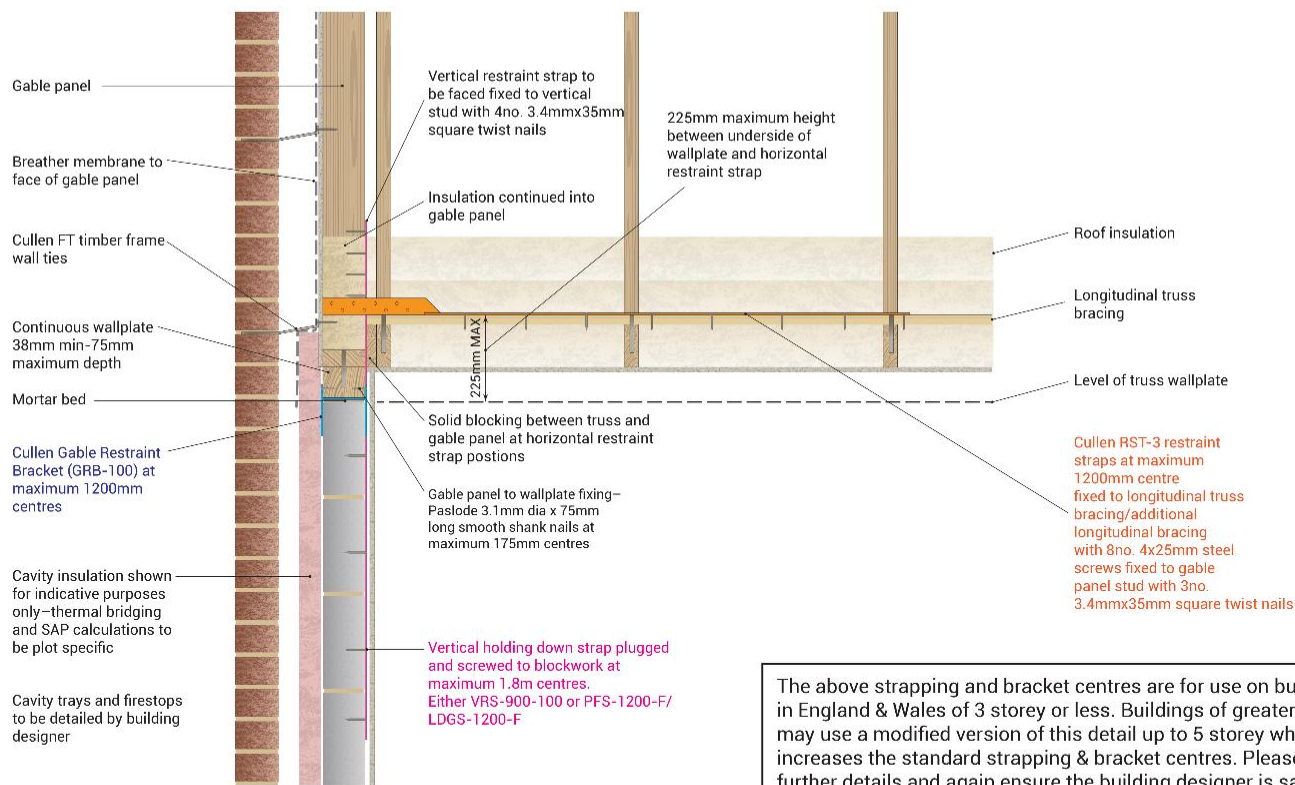 Gable panel
Breather membrane to
face of gable panel
Cullen FT timber frame
wall ties
Continuous wallplate
38mm min-75mm
maximum depth
Mortar bed
Cullen Gable Restraint
Bracket (GRB-100) at
maximum 1200mm
centres
Cavity insulation shown
for indicative purposes
only–thermal bridging
and SAP calculations to
be plot specific
Cavity trays and firestops
to be detailed by building
designer
Vertical restraint strap to
be faced fixed to vertical
stud with 4no. 3.4mmx35mm
square twist nails
Insulation continued into
gable panel
225mm maximum height
between underside of
wallplate and horizontal
restraint strap
225mm MAX
Solid blocking between truss and
gable panel at horizontal restraint
strap postions
Gable panel to wallplate fixing–
Paslode 3.1mm dia x 75mm
long smooth shank nails at
maximum 175mm centres
Vertical holding down strap plugged
and screwed to blockwork at
maximum 1.8m centres.
Either VRS-900-100 or PFS-1200-F/
LDGS-1200-F
Roof insulation
Longitudinal truss
bracing
Level of truss wallplate
Cullen RST-3 restraint
straps at maximum
1200mm centre
fixed to longitudinal truss
bracing/additional
longitudinal bracing
with 8no. 4x25mm steel
screws fixed to gable
panel stud with 3no.
3.4mmx35mm square twist nails
The above strapping and bracket centres are for use on bu
in England & Wales of 3 storey or less. Buildings of greater
may use a modified version of this detail up to 5 storey wh
increases the standard strapping & bracket centres. Please
further details and again ensure the building designer is sa